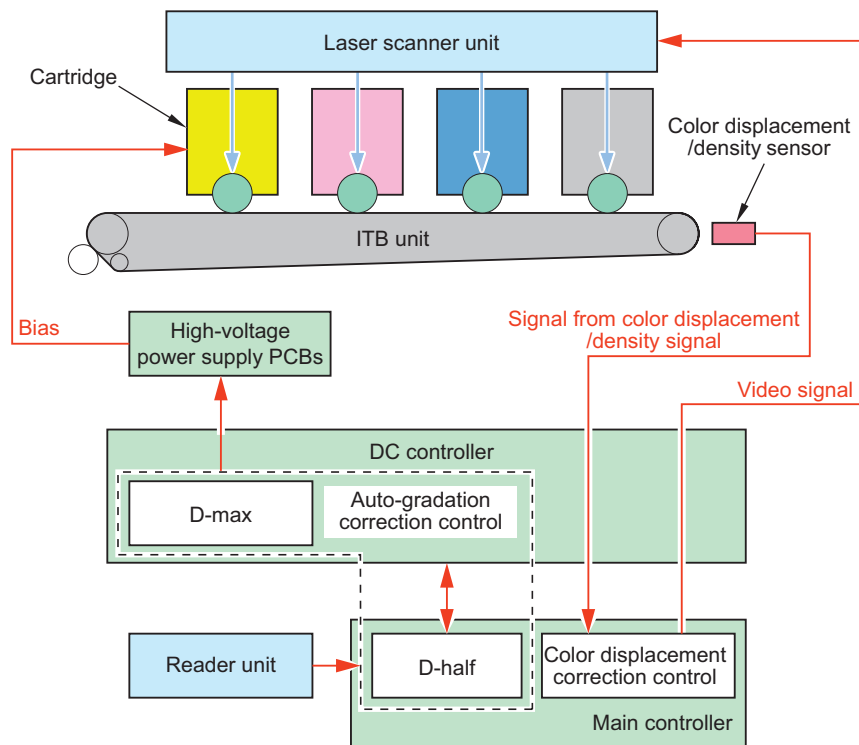 Laser scanner unit
Cartridge
Color displacement
/density sensor
ITB unit
Bias
High-voltage
power supply PCBs
Signal from color displacement
/density signal
Video signal
DC controller
D-max
Auto-gradation
correction control
Reader unit
D-half
Color displacement
correction control
Main controller